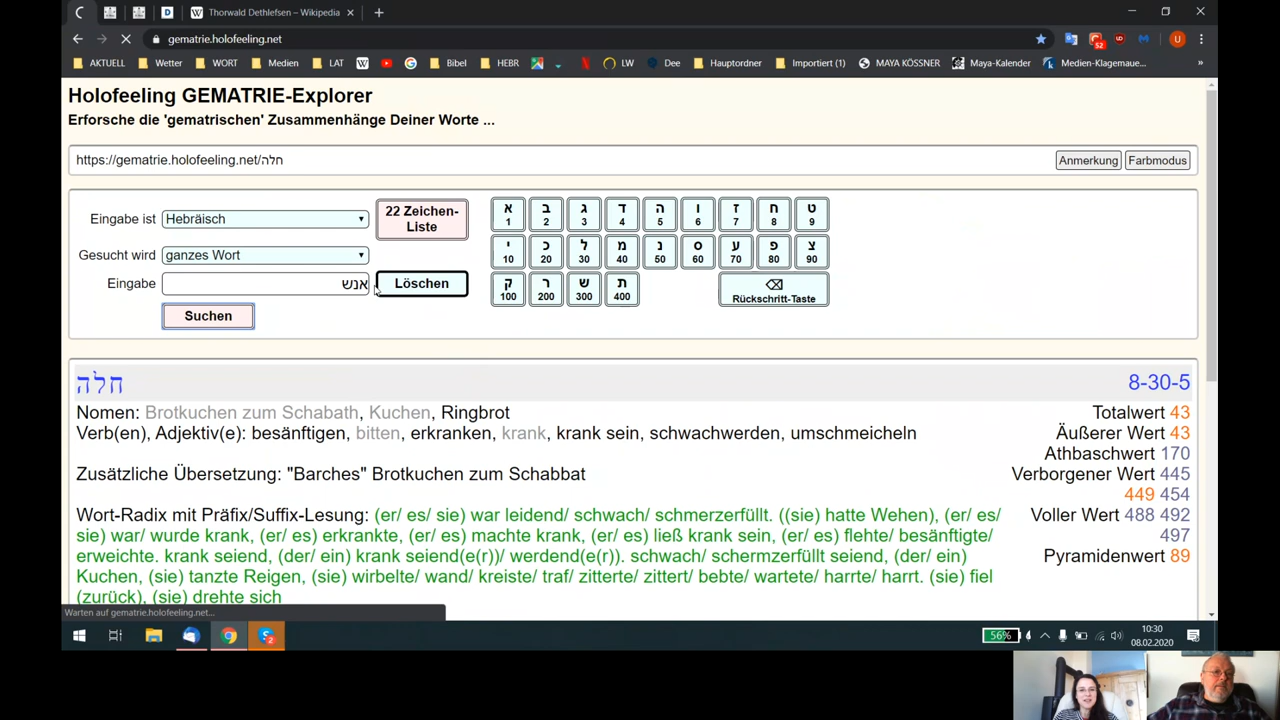 Thorwald Dethlefsen – Wikipedia
gematrie.holofeeling.net
52
U
AKTUELL Wetter WORT Medien LAT Bibel HEBR LW Dee Hauptordner Importiert (1) MAYA KÖSSNER Maya-Kalender Medien-Klagemaue... »
Holofeeling GEMATRIE-Explorer
Erforsche die 'gematrischen' Zusammenhänge Deiner Worte ...
https://gematrie.holofeeling.net/חלה Anmerkung Farbmodus
Eingabe ist Hebräisch 22 Zeichen-Liste
Gesucht wird ganzes Wort
Eingabe אנש Löschen
Suchen
א ב ג ד ה ו ז ח ט
1 2 3 4 5 6 7 8 9
י כ ל מ נ ס ע פ צ
10 20 30 40 50 60 70 80 90
ק ר ש ת
100 200 300 400 Rückschritt-Taste
חלה 8-30-5
Nomen: Brotkuchen zum Schabath, Kuchen, Ringbrot Totalwert 43
Verb(en), Adjektiv(e): besänftigen, bitten, erkranken, krank, krank sein, schwachwerden, umschmeicheln Äußerer Wert 43
Athbaschwert 170
Zusätzliche Übersetzung: "Barches" Brotkuchen zum Schabbat Verborgener Wert 445
449 454
Wort-Radix mit Präfix/Suffix-Lesung: (er/ es/ sie) war leidend/ schwach/ schmerzerfüllt. ((sie) hatte Wehen), (er/ es/ Voller Wert 488 492
sie) war/ wurde krank, (er/ es) erkrankte, (er/ es) machte krank, (er/ es) ließ krank sein, (er/ es) flehte/ besänftigte/ 497
erweichte. krank seiend, (der/ ein) krank seiend(e(r))/ werdend(e(r)). schwach/ schermzerfüllt seiend, (der/ ein) Pyramidenwert 89
Kuchen, (sie) tanzte Reigen, (sie) wirbelte/ wand/ kreiste/ traf/ zitterte/ zittert/ bebte/ wartete/ harrte/ harrt. (sie) fiel
(zurück), (sie) drehte sich
Warten auf gematrie.holofeeling.net...
56% 10:30
08.02.2020